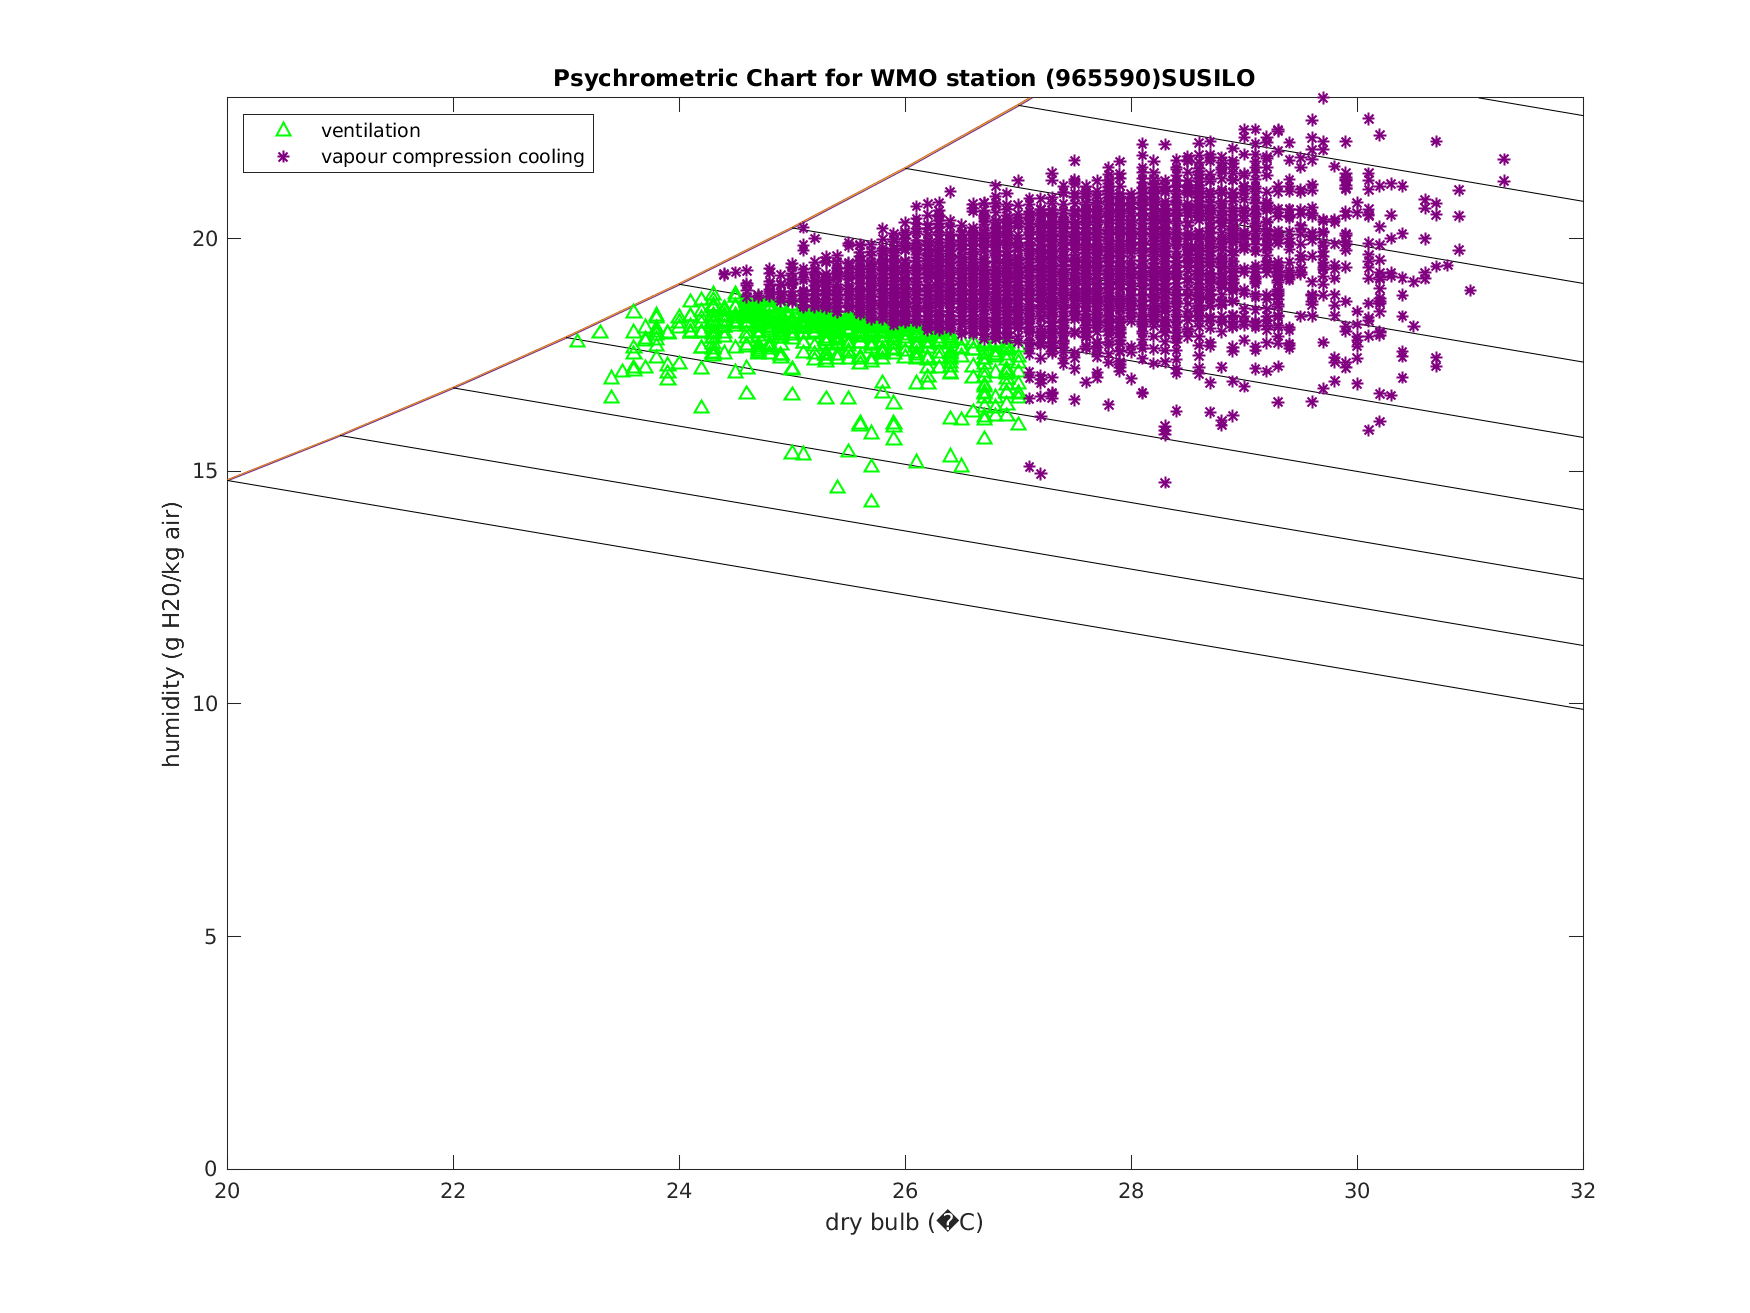 Psychrometric Chart for WMO station (965590)SUSILO
ventilation
vapour compression cooling
20
15
10
5
0
humidity (g H20/kg air)
20 22 24 26 28 30 32
dry bulb (�C)